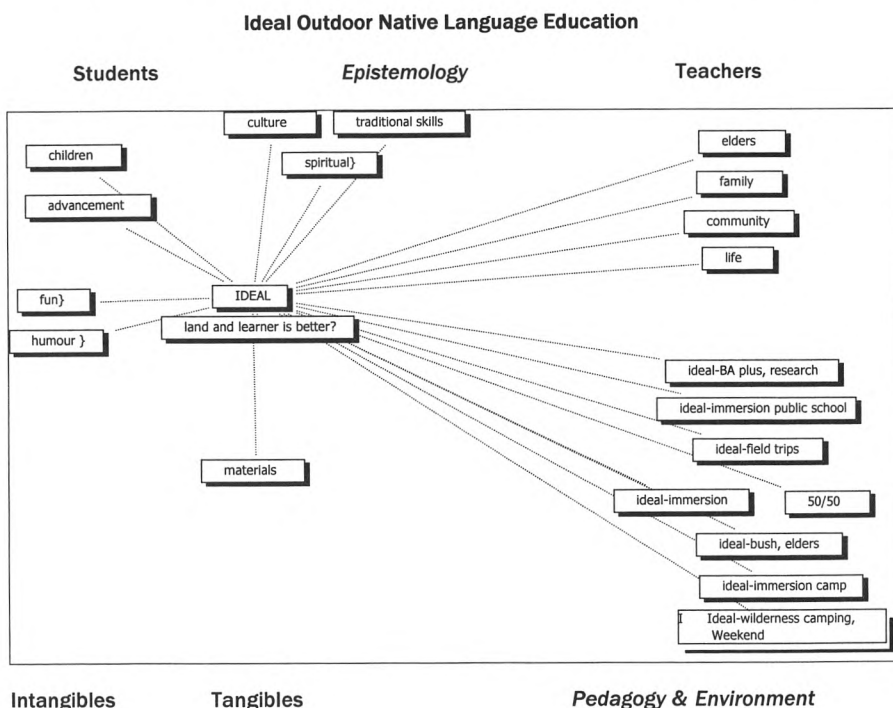 Ideal Outdoor Native Language Education
Students Epistemology Teachers
culture traditional skills
elders
children spiritual}
family
advancement
community
life
fun} IDEAL
humour } land and learner is better?
ideal-BA plus, research
ideal-immersion public school
ideal-field trips
materials
ideal-immersion 50/50
ideal-bush, elders
ideal-immersion camp
I Ideal-wilderness camping,
Weekend
Intangibles Tangibles Pedagogy & Environment